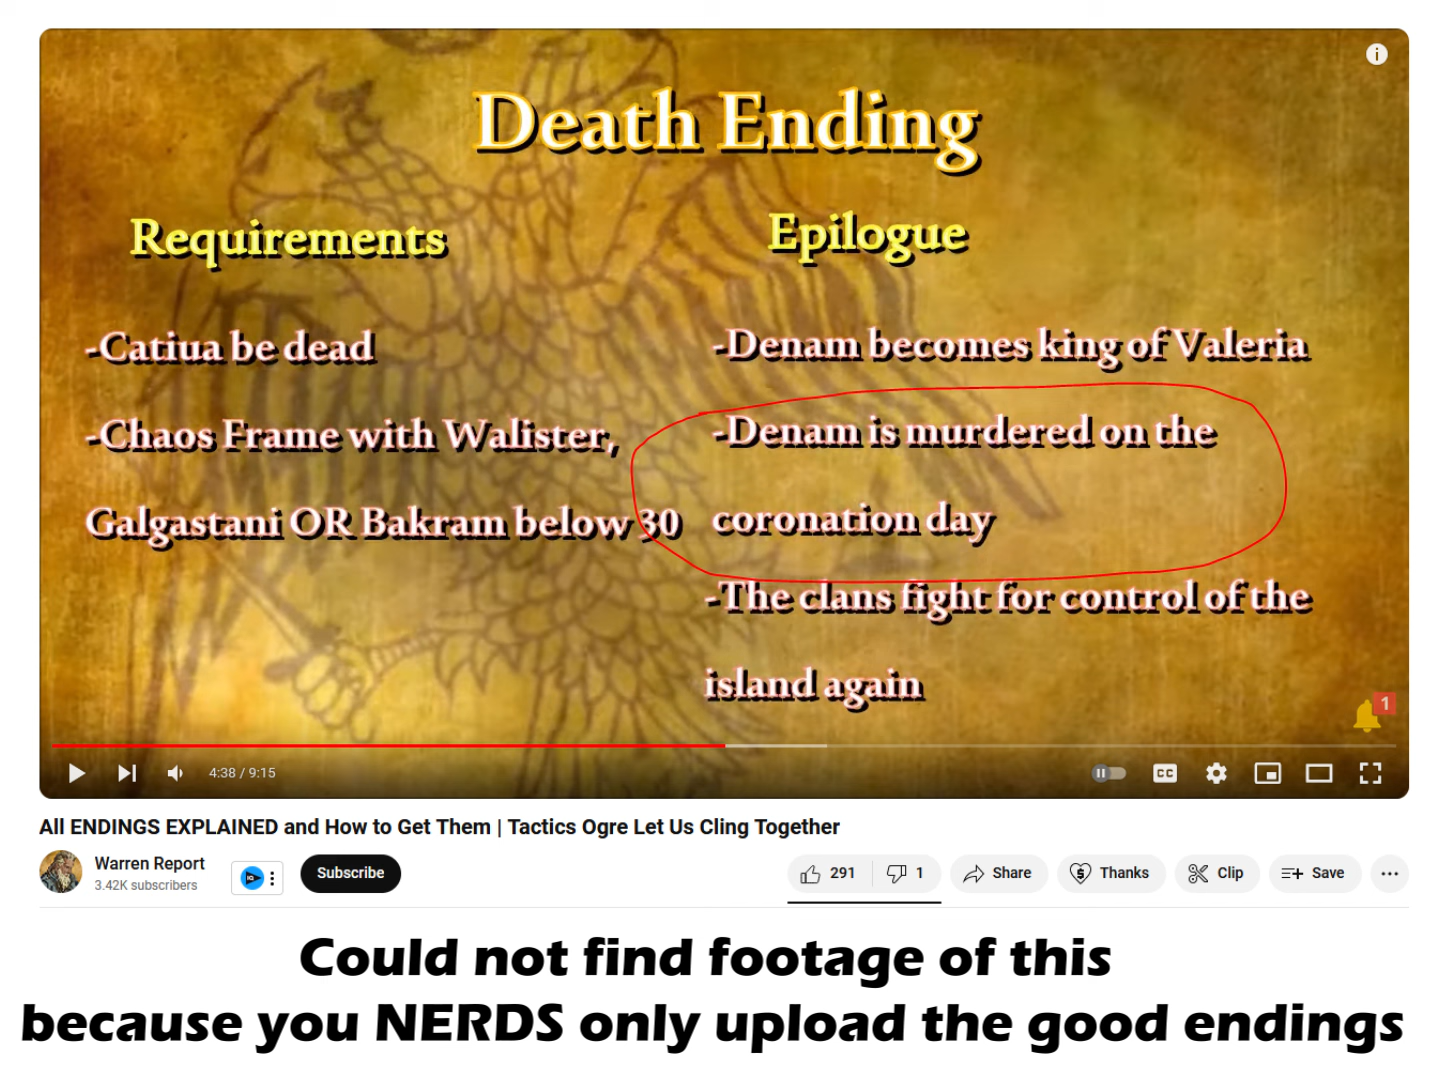 Death Ending
Requirements
-Catiua be dead
-Chaos Frame with Walister,
Galgastani OR Bakram below 30
Epilogue
-Denam becomes king of Valeria
-Denam is murdered on the
coronation day
-The clans fight for control of the
island again
1
4:38 / 9:15
CC
All ENDINGS EXPLAINED and How to Get Them | Tactics Ogre Let Us Cling Together
Warren Report
3.42K subscribers
Subscribe
291
1
Share
Thanks
Clip
Save
Could not find footage of this
because you NERDS only upload the good endings